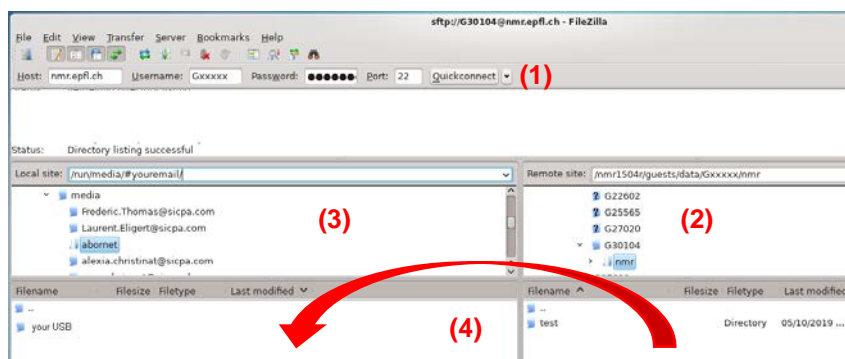 sftp://G30104@nmr.epfl.ch - FileZilla
File Edit View Transfer Server Bookmarks Help
Host: nmr.epfl.ch Username: Gxxxxx Password: ●●●●●● Port: 22 Quickconnect (1)
Status: Directory listing successful
Local site: /run/media/#youremail/
Remote site: /nmr1504r/guests/data/Gxxxxx/nmr
media
Frederic.Thomas@sicpa.com
Laurent.Eligert@sicpa.com
abornet
alexia.christinat@sicpa.com
(3)
G22602
G25565
G27020
G30104
nmr
(2)
Filename Filesize Filetype Last modified
..
your USB
(4)
Filename Filesize Filetype Last modified
..
test Directory 05/10/2019 ...